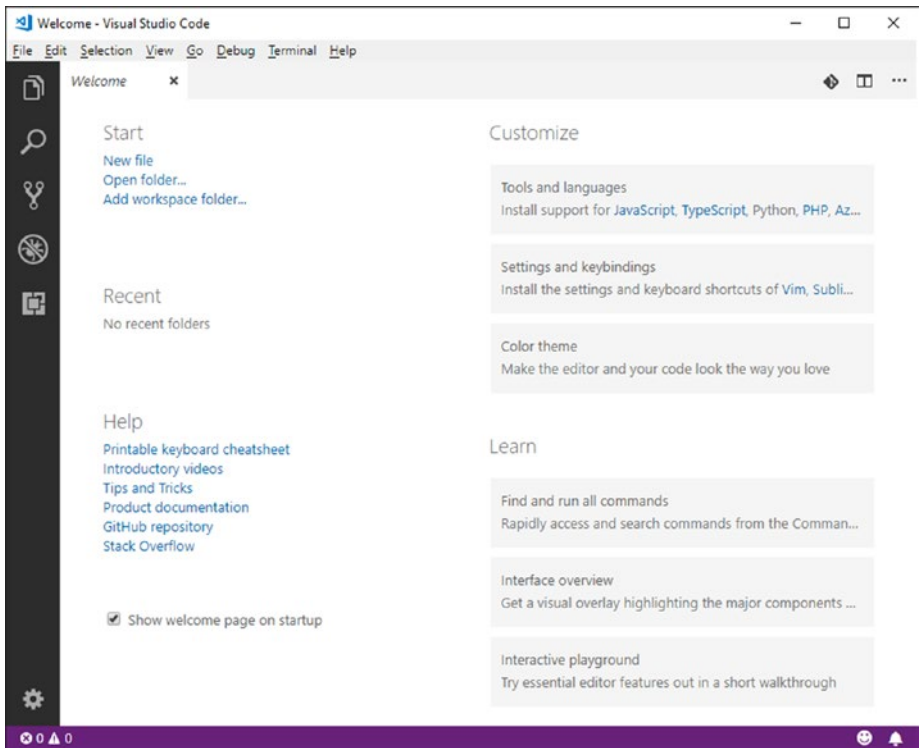 Welcome - Visual Studio Code
File Edit Selection View Go Debug Terminal Help
Welcome
Start
New file
Open folder...
Add workspace folder...
Recent
No recent folders
Help
Printable keyboard cheatsheet
Introductory videos
Tips and Tricks
Product documentation
GitHub repository
Stack Overflow
Show welcome page on startup
Customize
Tools and languages
Install support for JavaScript, TypeScript, Python, PHP, Az...
Settings and keybindings
Install the settings and keyboard shortcuts of Vim, Subli...
Color theme
Make the editor and your code look the way you love
Learn
Find and run all commands
Rapidly access and search commands from the Comman...
Interface overview
Get a visual overlay highlighting the major components ...
Interactive playground
Try essential editor features out in a short walkthrough
0 0